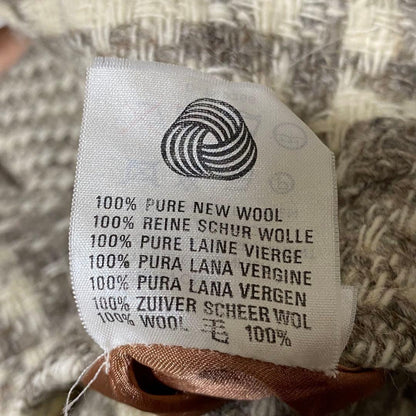 100% PURE NEW WOOL
100% REINE SCHUR WOLLE
100% PURE LAINE VIERGE
100% PURA LANA VERGINE
100% PURA LANA VERGEN
100% ZUIVER SCHEER WOL
100% WOOL 毛 100%